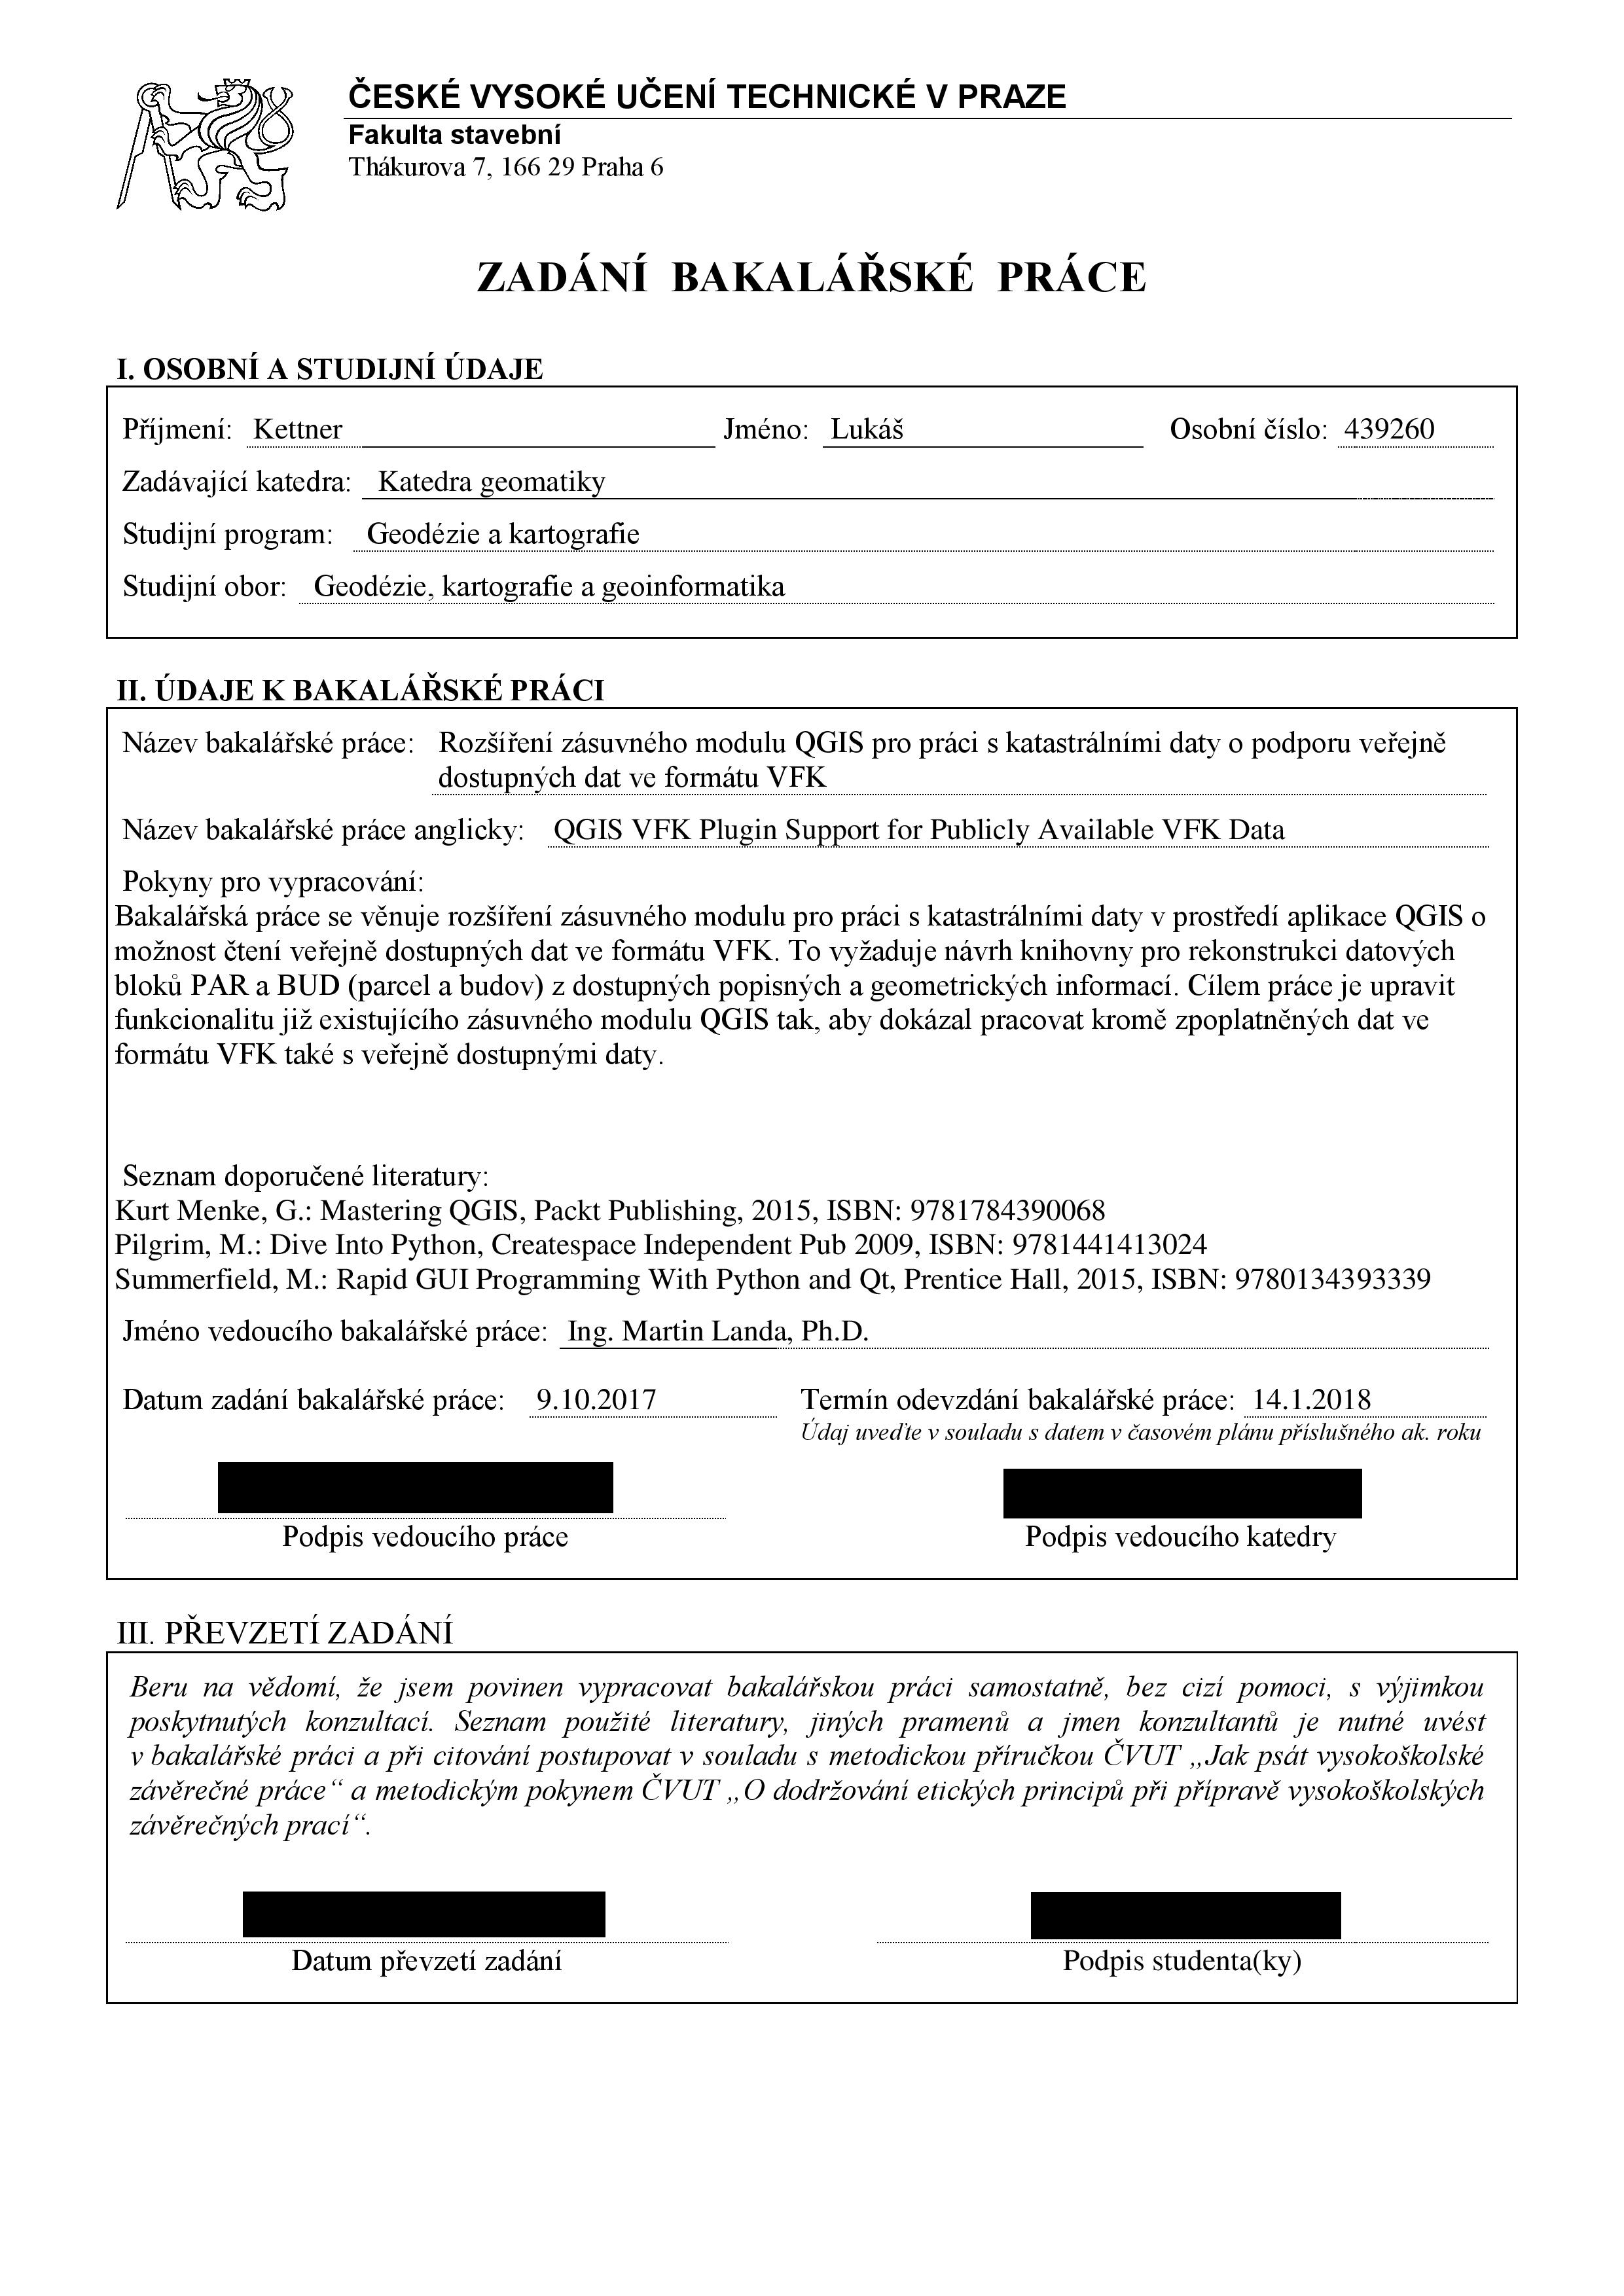 ČESKÉ VYSOKÉ UČENÍ TECHNICKÉ V PRAZE
Fakulta stavební
Thákurova 7, 166 29 Praha 6
ZADÁNÍ BAKALÁŘSKÉ PRÁCE
I. OSOBNÍ A STUDIJNÍ ÚDAJE
Příjmení: Kettner Jméno: Lukáš Osobní číslo: 439260
Zadávající katedra: Katedra geomatiky
Studijní program: Geodézie a kartografie
Studijní obor: Geodézie, kartografie a geoinformatika
II. ÚDAJE K BAKALÁŘSKÉ PRÁCI
Název bakalářské práce: Rozšíření zásuvného modulu QGIS pro práci s katastrálními daty o podporu veřejně
dostupných dat ve formátu VFK
Název bakalářské práce anglicky: QGIS VFK Plugin Support for Publicly Available VFK Data
Pokyny pro vypracování:
Bakalářská práce se věnuje rozšíření zásuvného modulu pro práci s katastrálními daty v prostředí aplikace QGIS o
možnost čtení veřejně dostupných dat ve formátu VFK. To vyžaduje návrh knihovny pro rekonstrukci datových
bloků PAR a BUD (parcel a budov) z dostupných popisných a geometrických informací. Cílem práce je upravit
funkcionalitu již existujícího zásuvného modulu QGIS tak, aby dokázal pracovat kromě zpoplatněných dat ve
formátu VFK také s veřejně dostupnými daty.
Seznam doporučené literatury:
Kurt Menke, G.: Mastering QGIS, Packt Publishing, 2015, ISBN: 9781784390068
Pilgrim, M.: Dive Into Python, Createspace Independent Pub 2009, ISBN: 9781441413024
Summerfield, M.: Rapid GUI Programming With Python and Qt, Prentice Hall, 2015, ISBN: 9780134393339
Jméno vedoucího bakalářské práce: Ing. Martin Landa, Ph.D.
Datum zadání bakalářské práce: 9.10.2017 Termín odevzdání bakalářské práce: 14.1.2018
Údaj uveďte v souladu s datem v časovém plánu příslušného ak. roku
Podpis vedoucího práce Podpis vedoucího katedry
III. PŘEVZETÍ ZADÁNÍ
Beru na vědomí, že jsem povinen vypracovat bakalářskou práci samostatně, bez cizí pomoci, s výjimkou
poskytnutých konzultací. Seznam použité literatury, jiných pramenů a jmen konzultantů je nutné uvést
v bakalářské práci a při citování postupovat v souladu s metodickou příručkou ČVUT „Jak psát vysokoškolské
závěrečné práce“ a metodickým pokynem ČVUT „O dodržování etických principů při přípravě vysokoškolských
závěrečných prací“.
Datum převzetí zadání Podpis studenta(ky)